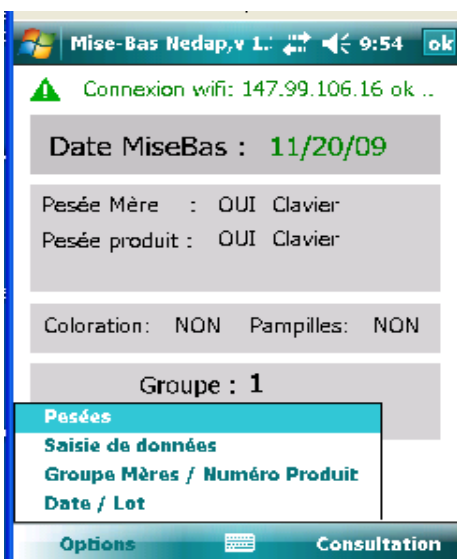 Mise-Bas Nedap,v 1.: 9:54 ok
Connexion wifi: 147.99.106.16 ok ..
Date MiseBas : 11/20/09
Pesée Mère : OUI Clavier
Pesée produit : OUI Clavier
Coloration: NON Pampilles: NON
Groupe : 1
Pesées
Saisie de données
Groupe Mères / Numéro Produit
Date / Lot
Options Consultation